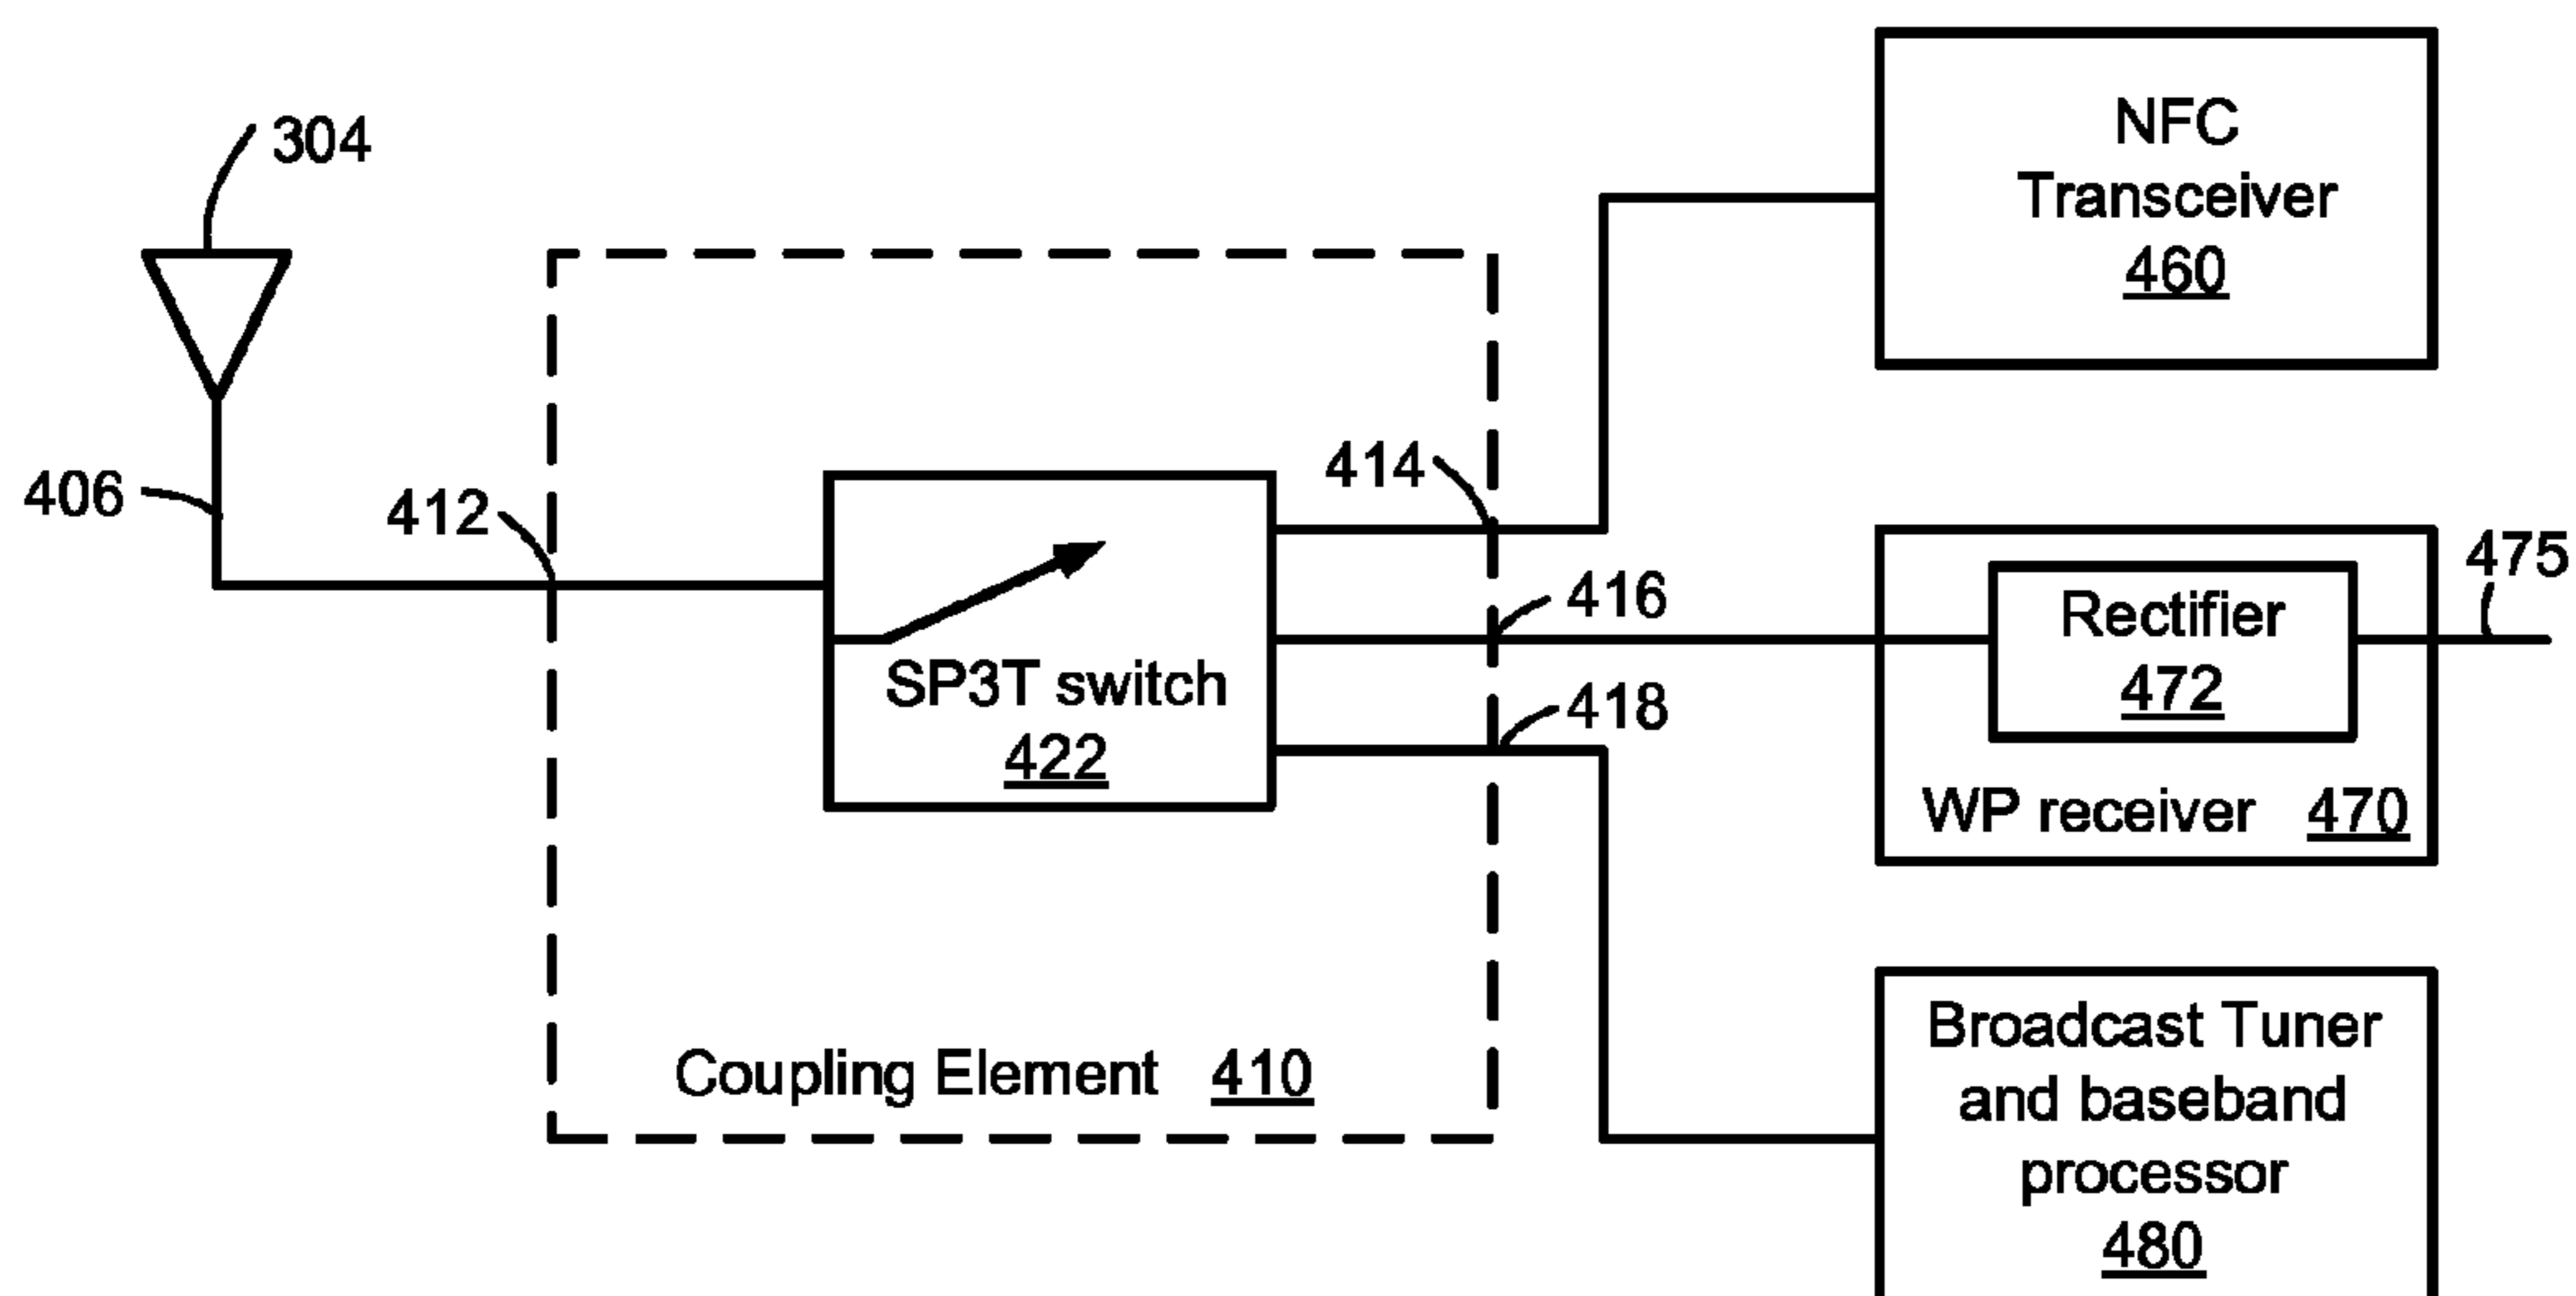 304
406
412
414
416
418
SP3T switch
422
Coupling Element 410
NFC
Transceiver
460
Rectifier
472
WP receiver 470
475
Broadcast Tuner
and baseband
processor
480